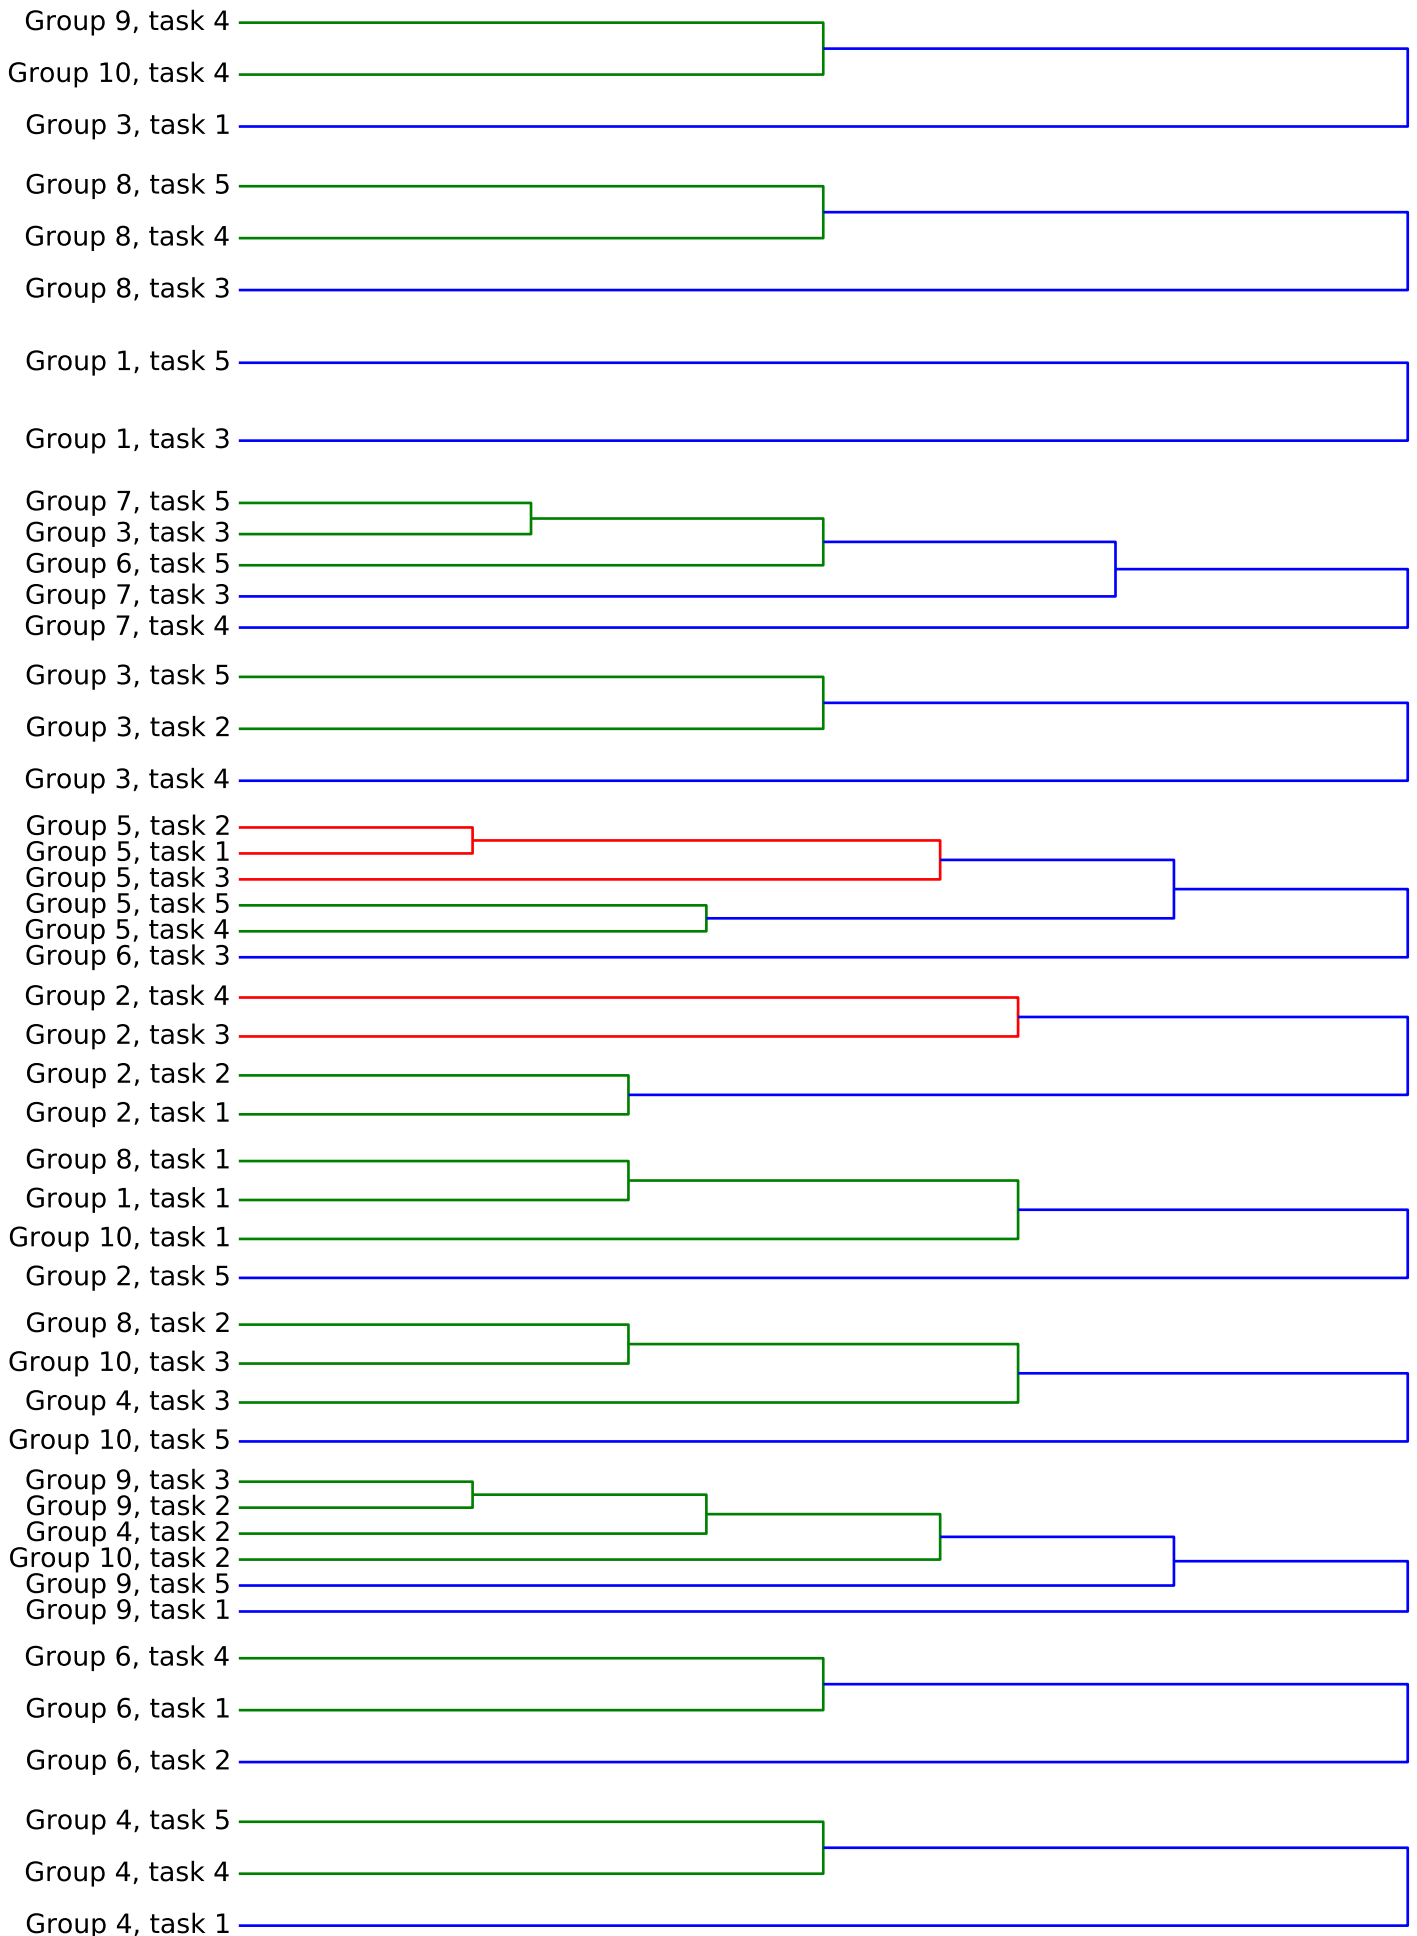 Group 9, task 4
Group 10, task 4
Group 3, task 1
Group 8, task 5
Group 8, task 4
Group 8, task 3
Group 1, task 5
Group 1, task 3
Group 7, task 5
Group 3, task 3
Group 6, task 5
Group 7, task 3
Group 7, task 4
Group 3, task 5
Group 3, task 2
Group 3, task 4
Group 5, task 2
Group 5, task 1
Group 5, task 3
Group 5, task 5
Group 5, task 4
Group 6, task 3
Group 2, task 4
Group 2, task 3
Group 2, task 2
Group 2, task 1
Group 8, task 1
Group 1, task 1
Group 10, task 1
Group 2, task 5
Group 8, task 2
Group 10, task 3
Group 4, task 3
Group 10, task 5
Group 9, task 3
Group 9, task 2
Group 4, task 2
Group 10, task 2
Group 9, task 5
Group 9, task 1
Group 6, task 4
Group 6, task 1
Group 6, task 2
Group 4, task 5
Group 4, task 4
Group 4, task 1